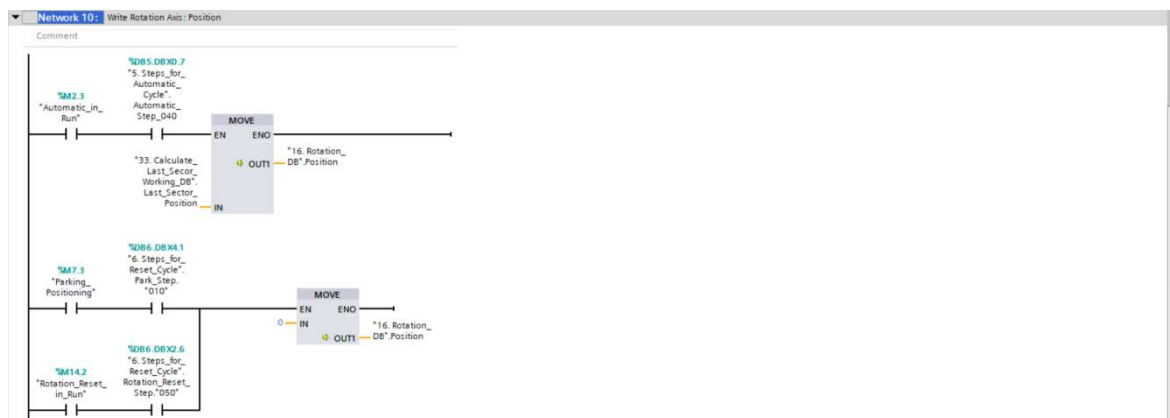 Network 10: Write Rotation Axis: Position
Comment
%DB5.DBX0.7
"5. Steps_for_
Automatic_
Cycle".
Automatic_
Step_040
%M2.3
"Automatic_in_
Run"
MOVE
EN ENO
"33. Calculate_
Last_Secor_
Working_DB".
Last_Sector_
Position
IN
OUT1
"16. Rotation_
DB".Position
%DB6.DBX4.1
"6. Steps_for_
Reset_Cycle".
Park_Step.
"010"
%M7.3
"Parking_
Positioning"
MOVE
EN ENO
0 IN
OUT1
"16. Rotation_
DB".Position
%DB6.DBX2.6
"6. Steps_for_
Reset_Cycle".
Rotation_Reset_
Step."050"
%M14.2
"Rotation_Reset_
in_Run"